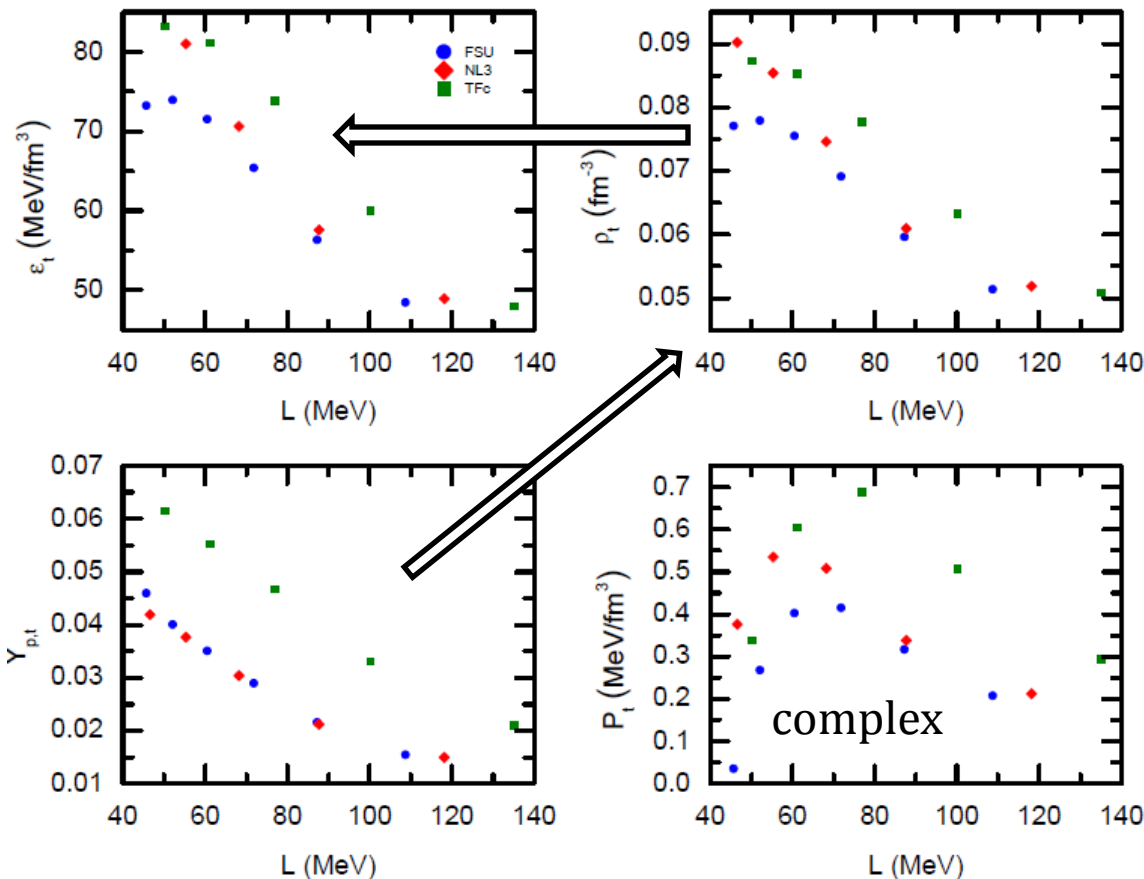 80
70
60
50
ε_t (MeV/fm³)
FSU
NL3
TFc
40 60 80 100 120 140
L (MeV)
0.09
0.08
0.07
0.06
0.05
ρ_t (fm⁻³)
40 60 80 100 120 140
L (MeV)
0.07
0.06
0.05
0.04
0.03
0.02
0.01
Y_p,t
40 60 80 100 120 140
L (MeV)
0.7
0.6
0.5
0.4
0.3
0.2
0.1
0.0
P_t (MeV/fm³)
complex
40 60 80 100 120 140
L (MeV)